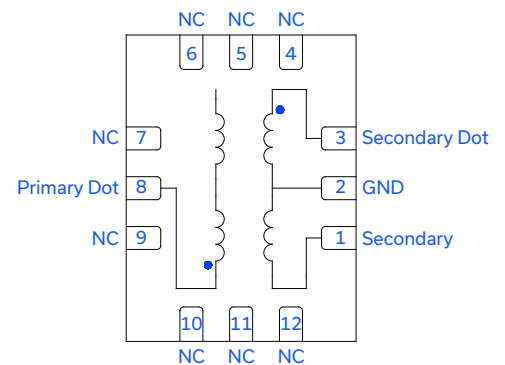 NC NC NC
6 5 4
NC 7 3 Secondary Dot
Primary Dot 8 2 GND
NC 9 1 Secondary
10 11 12
NC NC NC